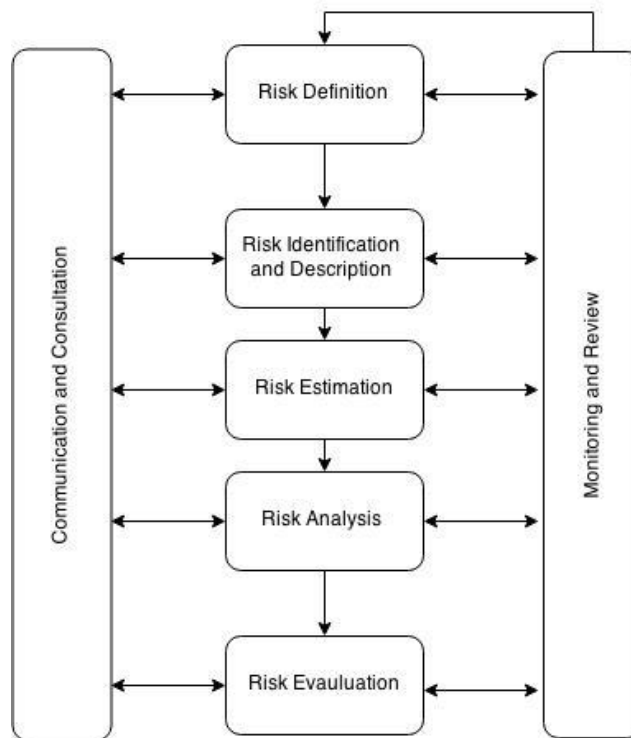 Risk Definition
Risk Identification
and Description
Risk Estimation
Risk Analysis
Risk Evauluation
Communication and Consultation
Monitoring and Review